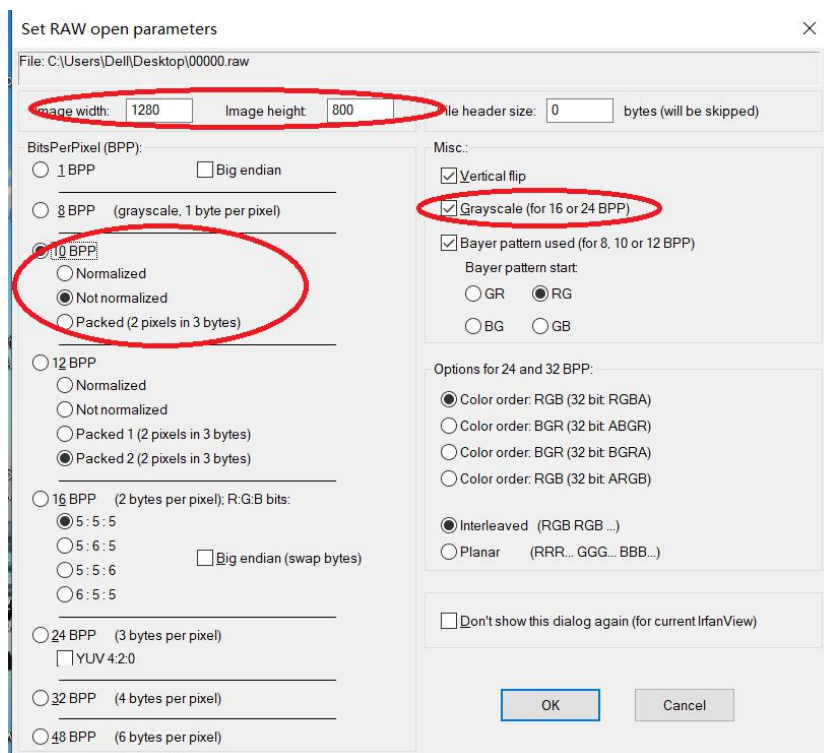 Set RAW open parameters
File: C:\Users\Dell\Desktop\00000.raw
Image width: 1280 Image height: 800
File header size: 0 bytes (will be skipped)
BitsPerPixel (BPP):
1 BPP Big endian
8 BPP (grayscale, 1 byte per pixel)
10 BPP
Normalized
Not normalized
Packed (2 pixels in 3 bytes)
12 BPP
Normalized
Not normalized
Packed 1 (2 pixels in 3 bytes)
Packed 2 (2 pixels in 3 bytes)
16 BPP (2 bytes per pixel); R:G:B bits:
5 : 5 : 5
5 : 6 : 5
5 : 5 : 6
6 : 5 : 5
Big endian (swap bytes)
24 BPP (3 bytes per pixel)
YUV 4:2:0
32 BPP (4 bytes per pixel)
48 BPP (6 bytes per pixel)
Misc.:
Vertical flip
Grayscale (for 16 or 24 BPP)
Bayer pattern used (for 8, 10 or 12 BPP)
Bayer pattern start:
GR RG
BG GB
Options for 24 and 32 BPP:
Color order: RGB (32 bit: RGBA)
Color order: BGR (32 bit: ABGR)
Color order: BGR (32 bit: BGRA)
Color order: RGB (32 bit: ARGB)
Interleaved (RGB RGB ...)
Planar (RRR... GGG... BBB...)
Don't show this dialog again (for current IrfanView)
OK Cancel